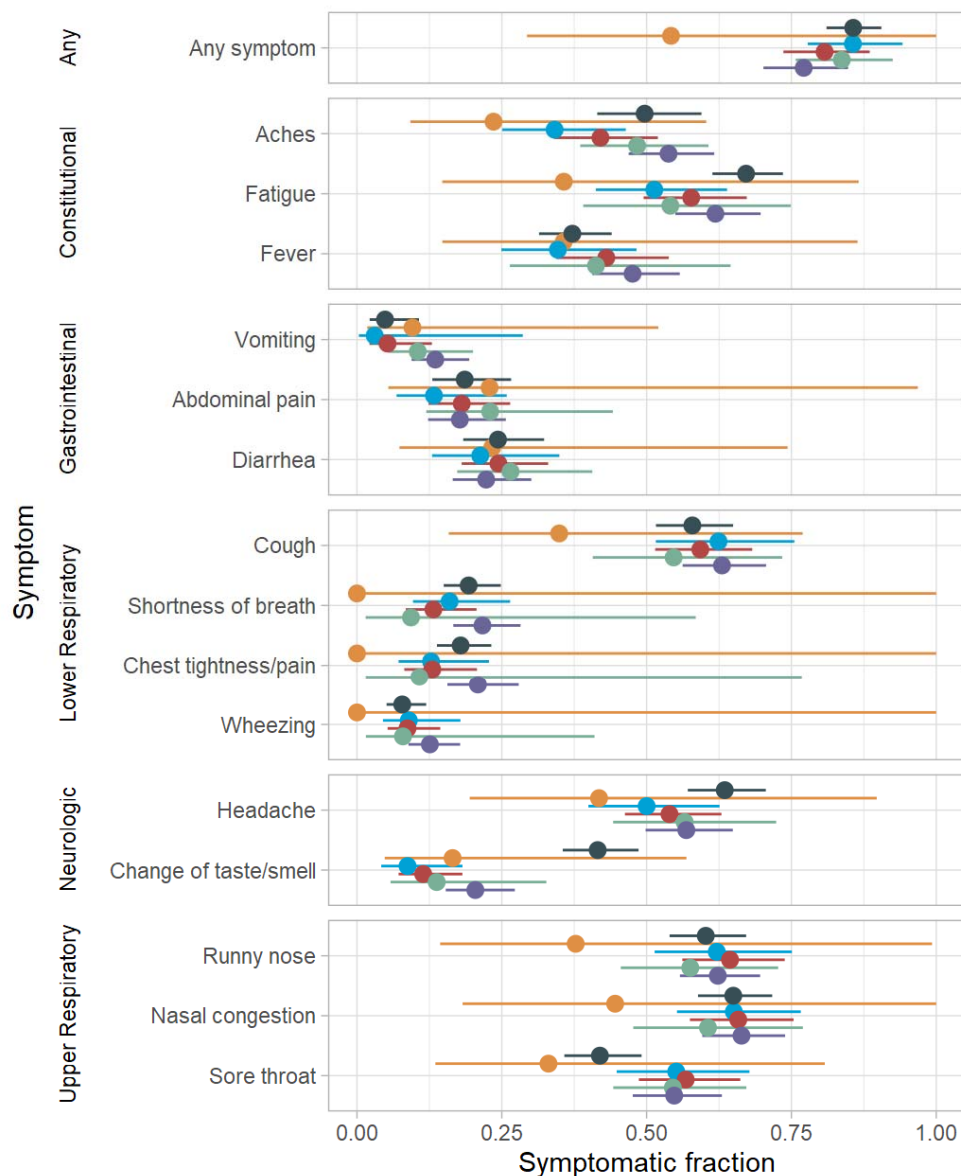 Any
Any symptom
Constitutional
Aches
Fatigue
Fever
Gastrointestinal
Vomiting
Abdominal pain
Diarrhea
Symptom
Lower Respiratory
Cough
Shortness of breath
Chest tightness/pain
Wheezing
Neurologic
Headache
Change of taste/smell
Upper Respiratory
Runny nose
Nasal congestion
Sore throat
0.00 0.25 0.50 0.75 1.00
Symptomatic fraction